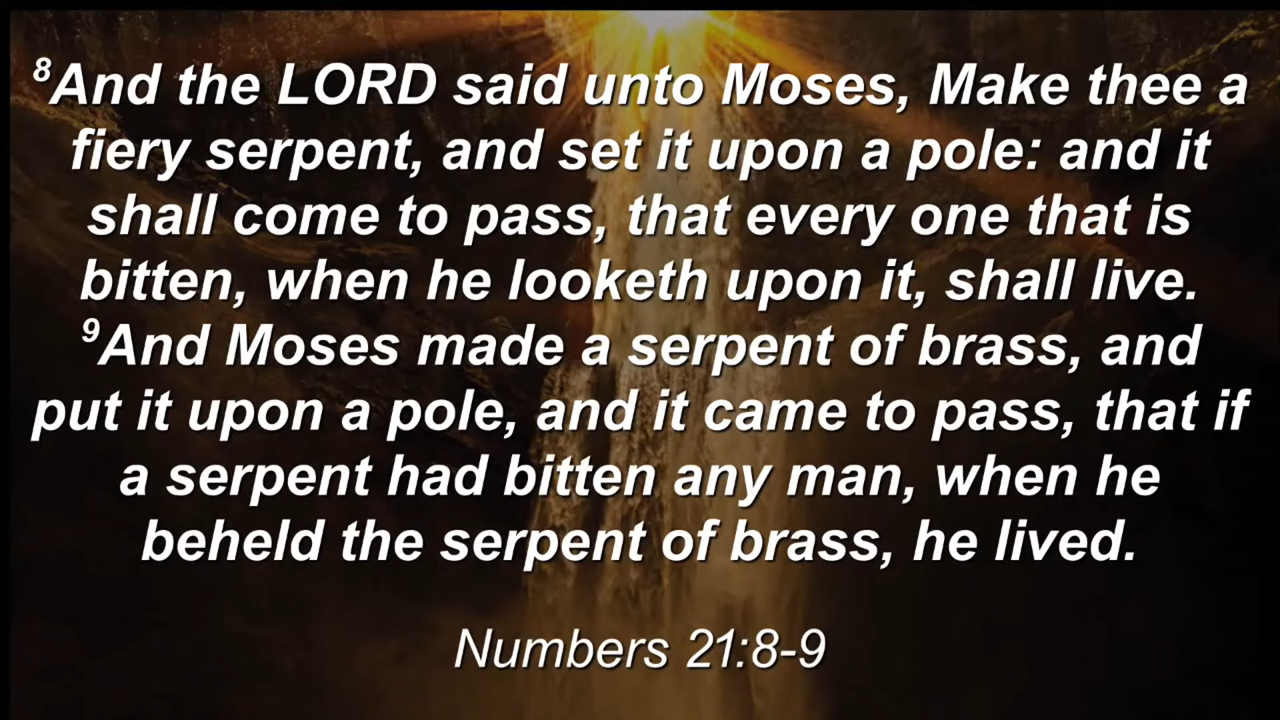 ⁸And the LORD said unto Moses, Make thee a
fiery serpent, and set it upon a pole: and it
shall come to pass, that every one that is
bitten, when he looketh upon it, shall live.
⁹And Moses made a serpent of brass, and
put it upon a pole, and it came to pass, that if
a serpent had bitten any man, when he
beheld the serpent of brass, he lived.
Numbers 21:8-9